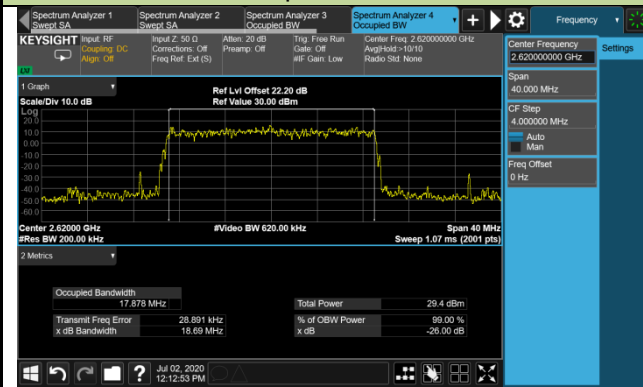 Spectrum Analyzer 1
Swept SA
Spectrum Analyzer 2
Swept SA
Spectrum Analyzer 3
Swept SA
Spectrum Analyzer 4
Occupied BW
Frequency
KEYSIGHT
Input: RF
Coupling: DC
Align: Off
Input Z: 50 Ω
Corrections: Off
Freq Ref: Ext (S)
Atten: 20 dB
Preamp: Off
Trig: Free Run
Gate: Off
#IF Gain: Low
Center Freq: 2.620000000 GHz
Avg|Hold:>10/10
Radio Std: None
Center Frequency
2.620000000 GHz
Settings
Span
40.000 MHz
CF Step
4.000000 MHz
Auto
Man
Freq Offset
0 Hz
1 Graph
Scale/Div 10.0 dB
Ref Lvl Offset 22.20 dB
Ref Value 30.00 dBm
Log
20.0
10.0
0.00
-10.0
-20.0
-30.0
-40.0
-50.0
-60.0
Center 2.62000 GHz
#Res BW 200.00 kHz
#Video BW 620.00 kHz
Span 40 MHz
Sweep 1.07 ms (2001 pts)
2 Metrics
Occupied Bandwidth
17.878 MHz
Total Power 29.4 dBm
Transmit Freq Error 28.891 kHz
% of OBW Power 99.00 %
x dB Bandwidth 18.69 MHz
x dB -26.00 dB
Jul 02, 2020
12:12:53 PM